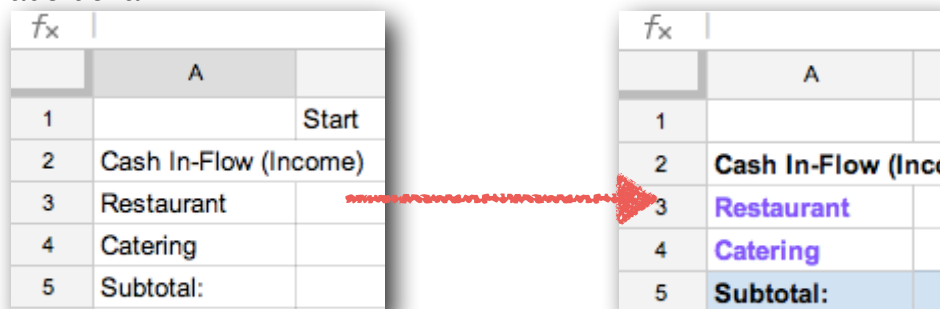 fx
A
1 Start
2 Cash In-Flow (Income)
3 Restaurant
4 Catering
5 Subtotal:
fx
A
1
2 Cash In-Flow (Inco
3 Restaurant
4 Catering
5 Subtotal: